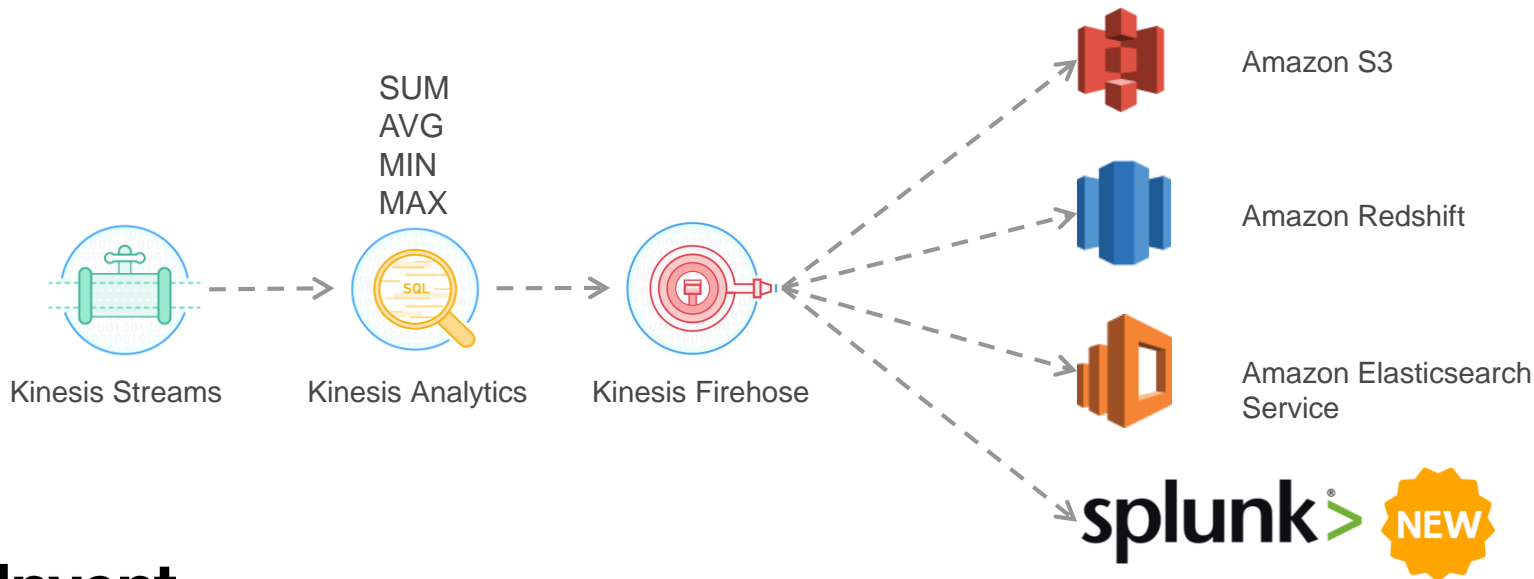 SUM
AVG
MIN
MAX
SQL
Kinesis Streams
Kinesis Analytics
Kinesis Firehose
Amazon S3
Amazon Redshift
Amazon Elasticsearch
Service
splunk>®
NEW